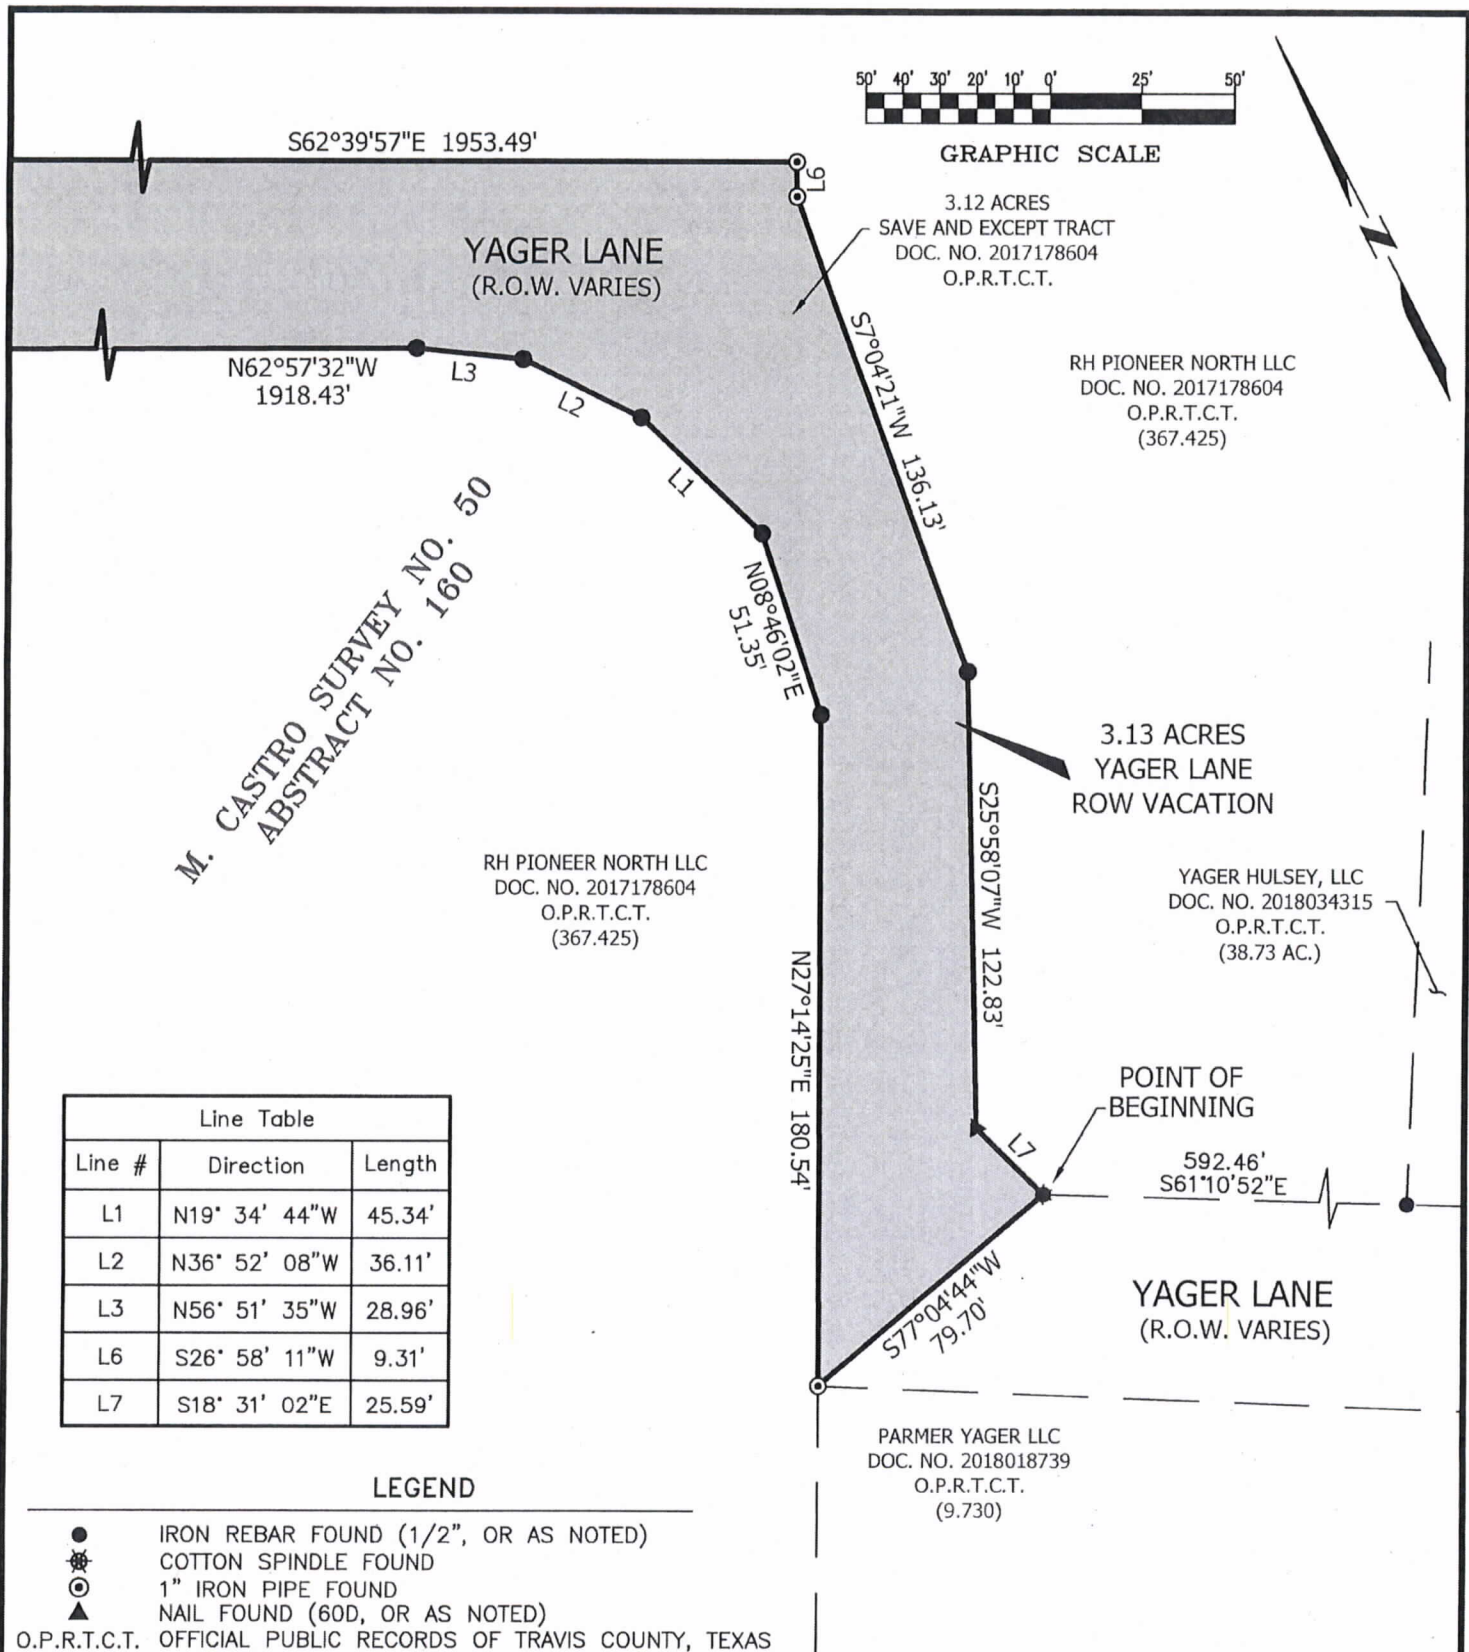 50' 40' 30' 20' 10' 0' 25' 50'
GRAPHIC SCALE
S62°39'57"E 1953.49'
L6
3.12 ACRES
SAVE AND EXCEPT TRACT
DOC. NO. 2017178604
O.P.R.T.C.T.
N
YAGER LANE
(R.O.W. VARIES)
S7°04'21"W 136.13'
RH PIONEER NORTH LLC
DOC. NO. 2017178604
O.P.R.T.C.T.
(367.425)
N62°57'32"W
1918.43'
L3
L2
L1
N08°46'02"E
51.35'
M. CASTRO SURVEY NO. 50
ABSTRACT NO. 160
3.13 ACRES
YAGER LANE
ROW VACATION
S25°58'07"W 122.83'
RH PIONEER NORTH LLC
DOC. NO. 2017178604
O.P.R.T.C.T.
(367.425)
YAGER HULSEY, LLC
DOC. NO. 2018034315
O.P.R.T.C.T.
(38.73 AC.)
N27°14'25"E 180.54'
POINT OF
BEGINNING
L7
592.46'
S61°10'52"E
S77°04'44"W
79.70'
YAGER LANE
(R.O.W. VARIES)
Line Table
Line # Direction Length
L1 N19° 34' 44"W 45.34'
L2 N36° 52' 08"W 36.11'
L3 N56° 51' 35"W 28.96'
L6 S26° 58' 11"W 9.31'
L7 S18° 31' 02"E 25.59'
PARMER YAGER LLC
DOC. NO. 2018018739
O.P.R.T.C.T.
(9.730)
LEGEND
IRON REBAR FOUND (1/2", OR AS NOTED)
COTTON SPINDLE FOUND
1" IRON PIPE FOUND
NAIL FOUND (60D, OR AS NOTED)
O.P.R.T.C.T. OFFICIAL PUBLIC RECORDS OF TRAVIS COUNTY, TEXAS